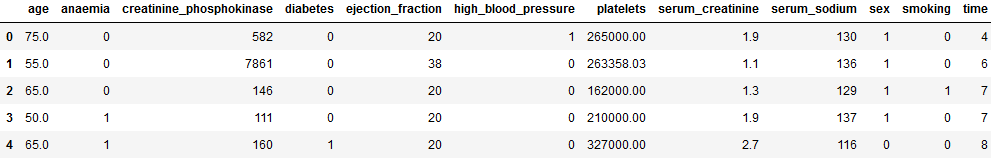 age anaemia creatinine_phosphokinase diabetes ejection_fraction high_blood_pressure platelets serum_creatinine serum_sodium sex smoking time
0 75.0 0 582 0 20 1 265000.00 1.9 130 1 0 4
1 55.0 0 7861 0 38 0 263358.03 1.1 136 1 0 6
2 65.0 0 146 0 20 0 162000.00 1.3 129 1 1 7
3 50.0 1 111 0 20 0 210000.00 1.9 137 1 0 7
4 65.0 1 160 1 20 0 327000.00 2.7 116 0 0 8